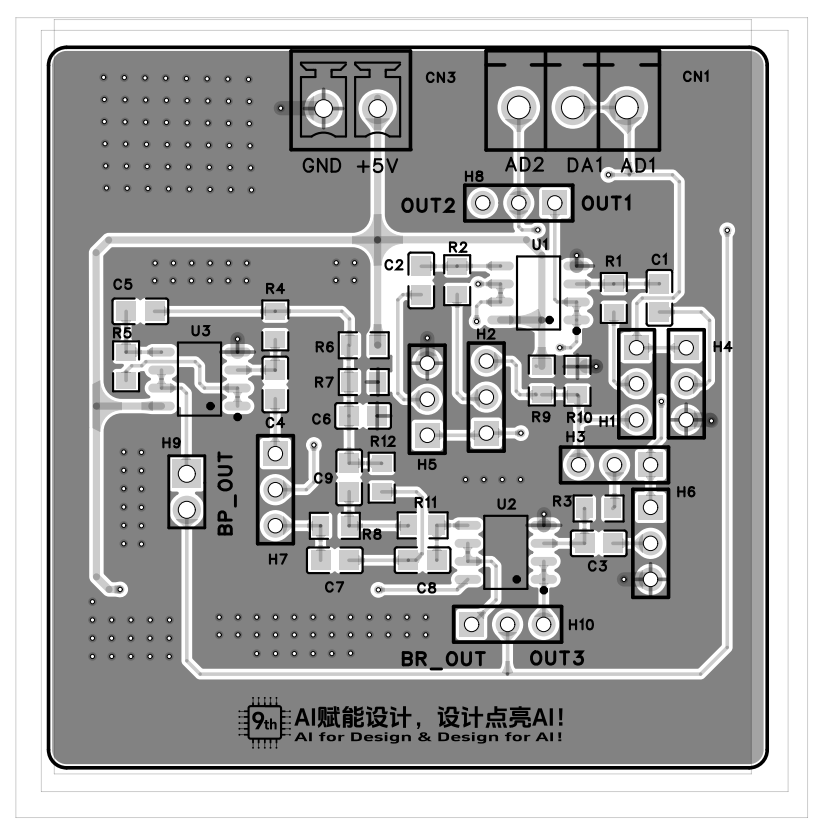 CN3
CN1
GND +5V
AD2 DA1 AD1
H8
OUT2
OUT1
U1
R2
C2
R1
C1
C5
R4
U3
R5
R6
H2
H4
R7
C6
C4
R9
R10
H1
H9
BP_OUT
R12
H5
H3
C9
U2
R3
H6
R11
H7
R8
C3
C7
C8
H10
BR_OUT
OUT3
9th
AI赋能设计，设计点亮AI!
AI for Design & Design for AI!